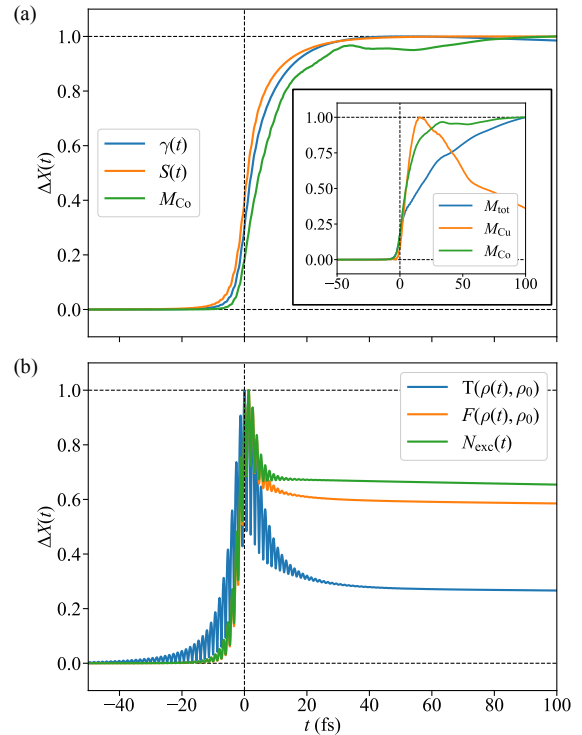 (a)
ΔX(t)
1.0
0.8
0.6
0.4
0.2
0.0
γ(t)
S(t)
M_Co
1.00
0.75
0.50
0.25
0.00
−50
0
50
100
M_tot
M_Cu
M_Co
(b)
ΔX(t)
1.0
0.8
0.6
0.4
0.2
0.0
T(ρ(t), ρ₀)
F(ρ(t), ρ₀)
N_exc(t)
−40
−20
0
20
40
60
80
100
t (fs)